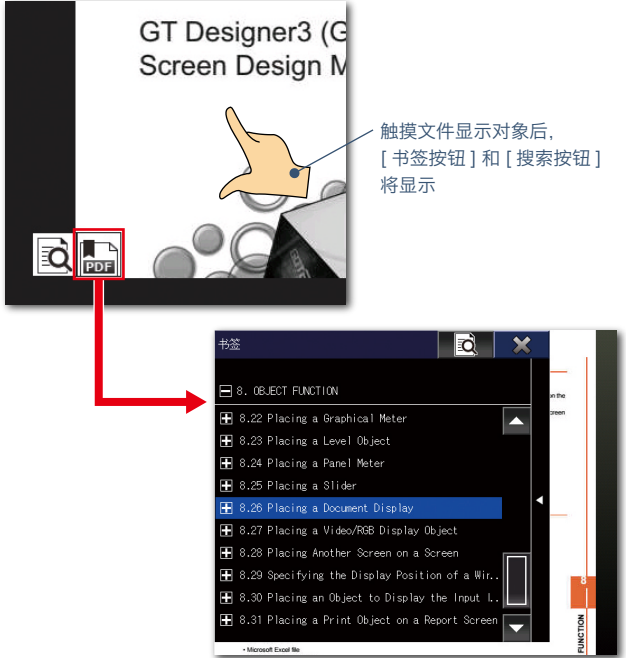 GT Designer3 (G
Screen Design M
触摸文件显示对象后,
[ 书签按钮 ] 和 [ 搜索按钮 ]
将显示
PDF
书签
8. OBJECT FUNCTION
8.22 Placing a Graphical Meter
8.23 Placing a Level Object
8.24 Placing a Panel Meter
8.25 Placing a Slider
8.26 Placing a Document Display
8.27 Placing a Video/RGB Display Object
8.28 Placing Another Screen on a Screen
8.29 Specifying the Display Position of a Win..
8.30 Placing an Object to Display the Input I..
8.31 Placing a Print Object on a Report Screen
on the
creen
8
FUNCTION
• Microsoft Excel file